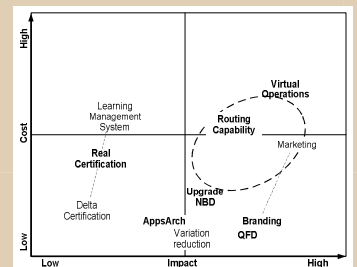 High
Virtual
Operations
Learning
Management
System
Routing
Capability
Cost
Marketing
Real
Certification
Upgrade
NBD
Delta
Certification
AppsArch
Branding
Variation
reduction
QFD
Low
Low
Impact
High